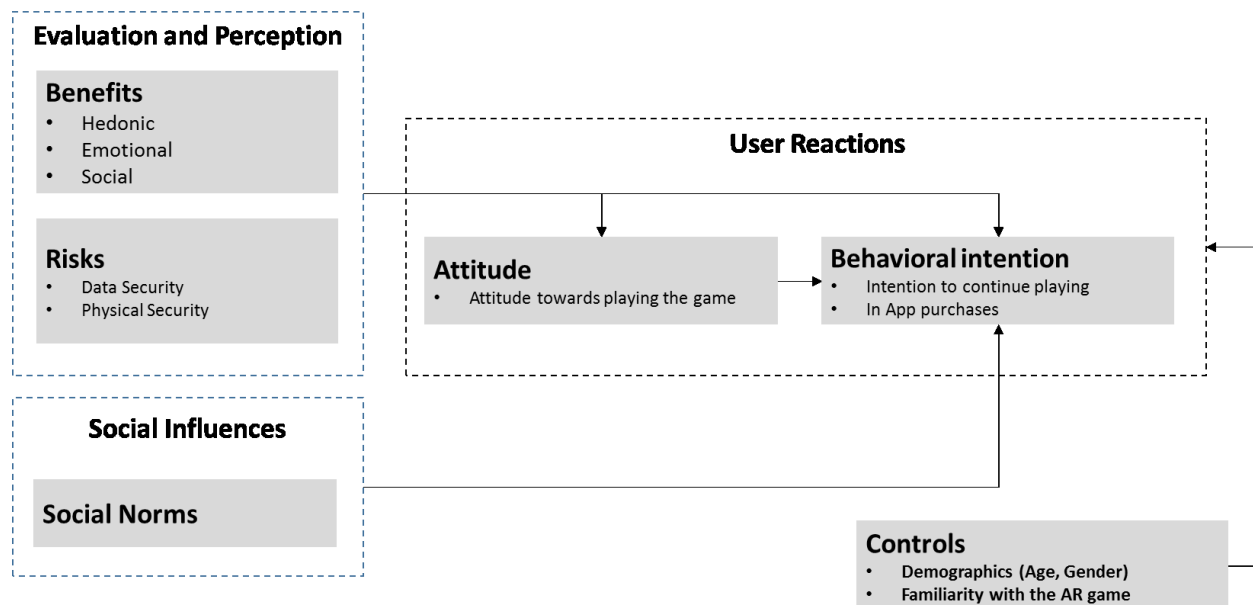 Evaluation and Perception
Benefits
• Hedonic
• Emotional
• Social
Risks
• Data Security
• Physical Security
User Reactions
Attitude
• Attitude towards playing the game
Behavioral intention
• Intention to continue playing
• In App purchases
Social Influences
Social Norms
Controls
• Demographics (Age, Gender)
• Familiarity with the AR game